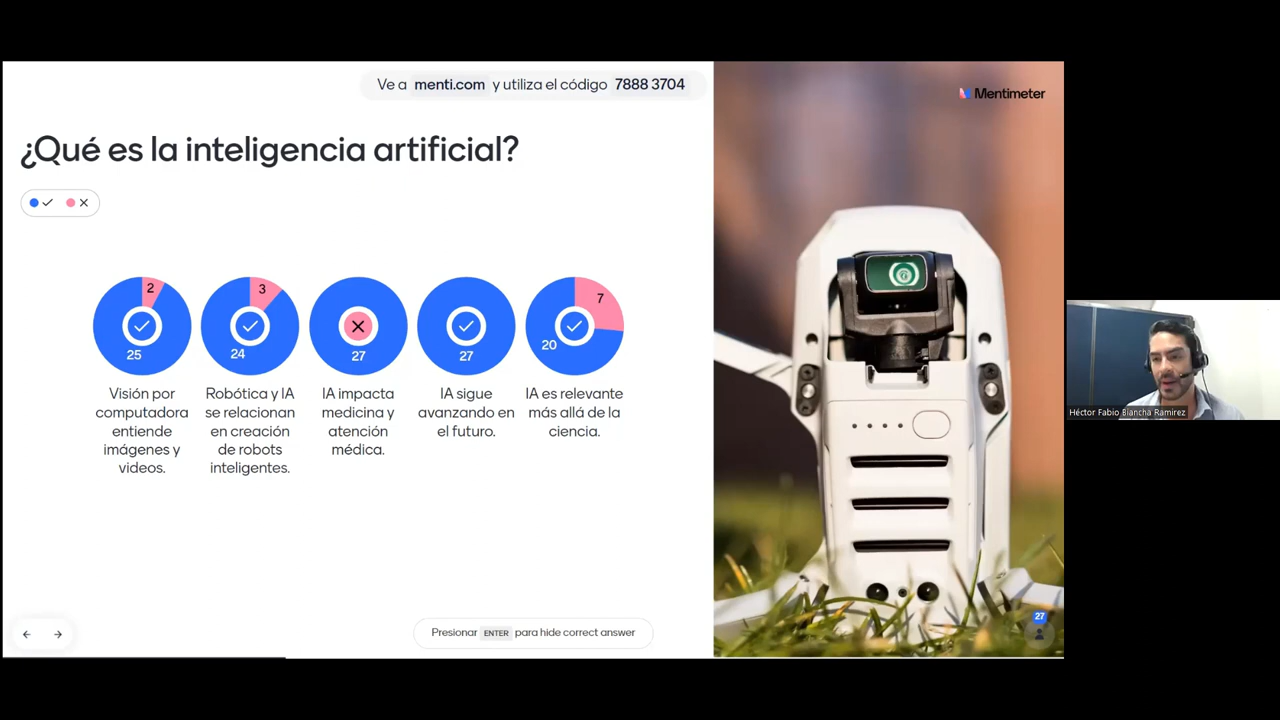 Ve a menti.com y utiliza el código 7888 3704
Mentimeter
¿Qué es la inteligencia artificial?
2
25
3
24
27
27
7
20
Visión por
computadora
entiende
imágenes y
videos.
Robótica y IA
se relacionan
en creación
de robots
inteligentes.
IA impacta
medicina y
atención
médica.
IA sigue
avanzando en
el futuro.
IA es relevante
más allá de la
ciencia.
Héctor Fabio Biancha Ramirez
27
Presionar ENTER para hide correct answer